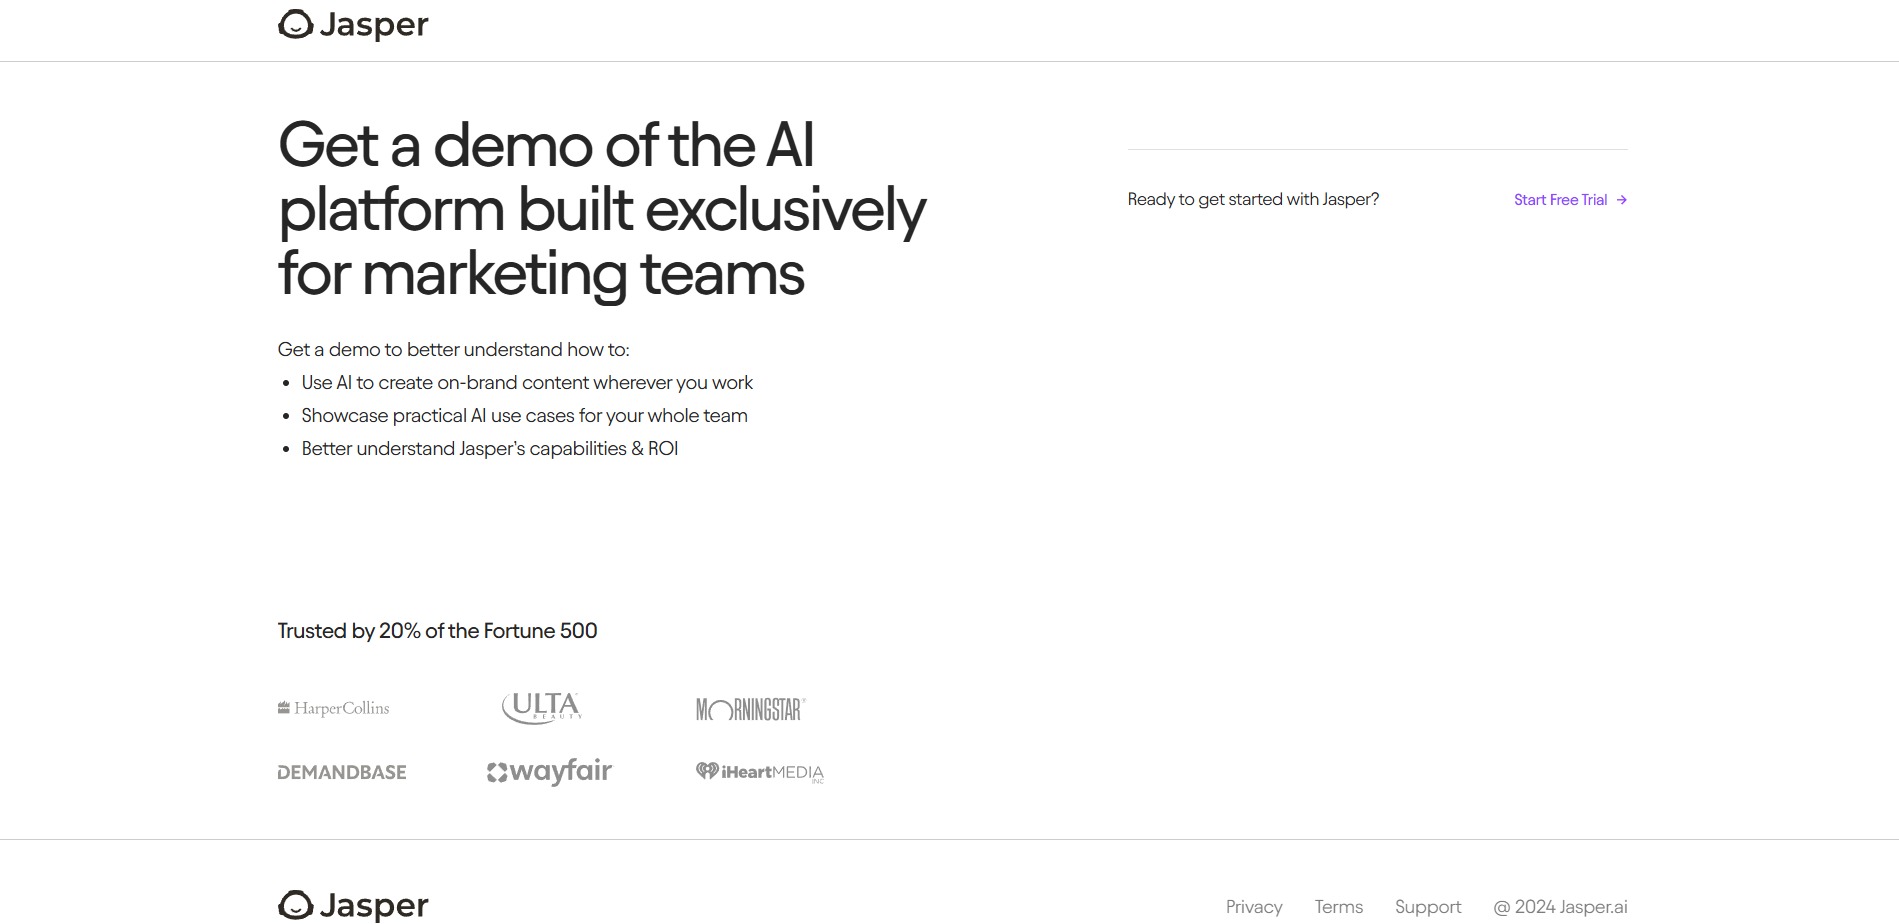 Jasper
Get a demo of the AI
platform built exclusively
for marketing teams
Ready to get started with Jasper?
Start Free Trial →
Get a demo to better understand how to:
• Use AI to create on-brand content wherever you work
• Showcase practical AI use cases for your whole team
• Better understand Jasper's capabilities & ROI
Trusted by 20% of the Fortune 500
HarperCollins
ULTA
BEAUTY
MORNINGSTAR®
DEMANDBASE
wayfair
iHeartMEDIA
INC
Jasper
Privacy
Terms
Support
@ 2024 Jasper.ai